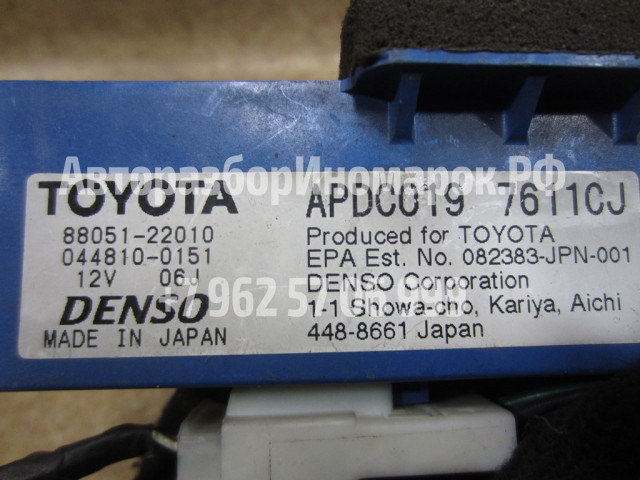 АвторазборИномарок.РФ
TOYOTA
88051-22010
044810-0151
12V 06J
DENSO
MADE IN JAPAN
APDC019 7611CJ
Produced for TOYOTA
EPA Est. No. 082383-JPN-001
DENSO Corporation
1-1 Showa-cho, Kariya, Aichi
448-8661 Japan